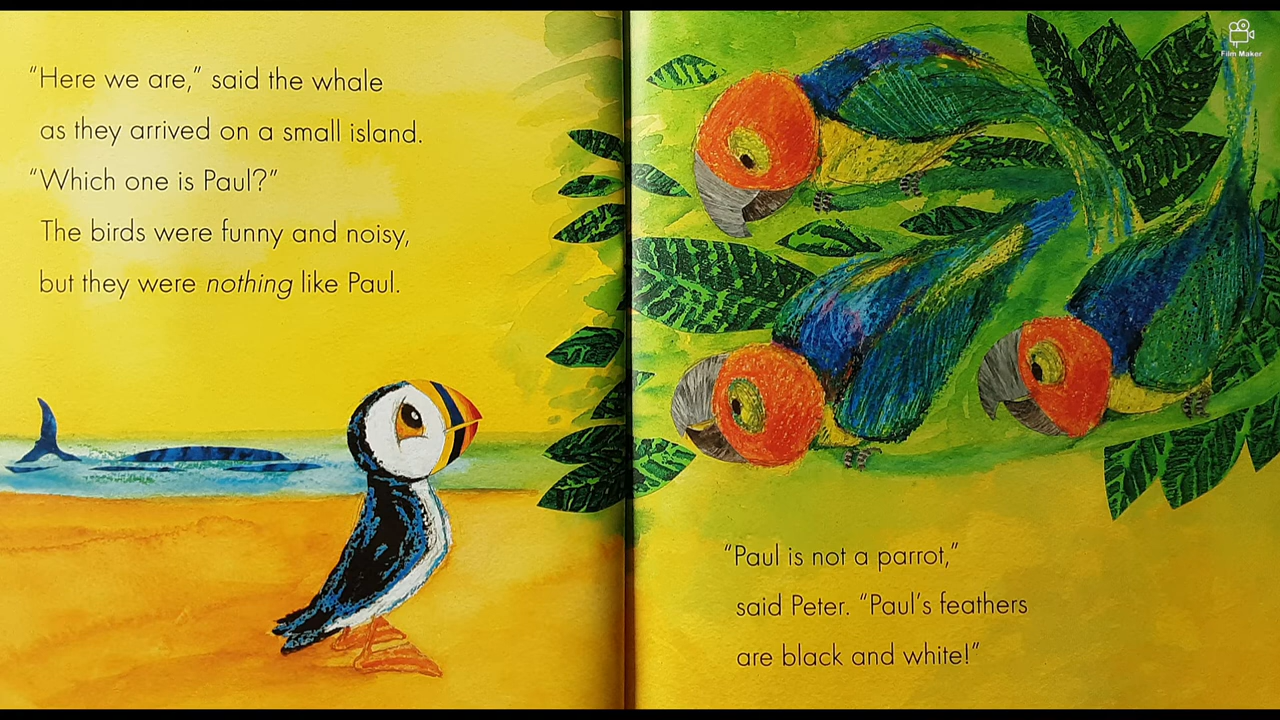 “Here we are,” said the whale
as they arrived on a small island.
“Which one is Paul?”
The birds were funny and noisy,
but they were nothing like Paul.
“Paul is not a parrot,”
said Peter. “Paul’s feathers
are black and white!”
Film Maker